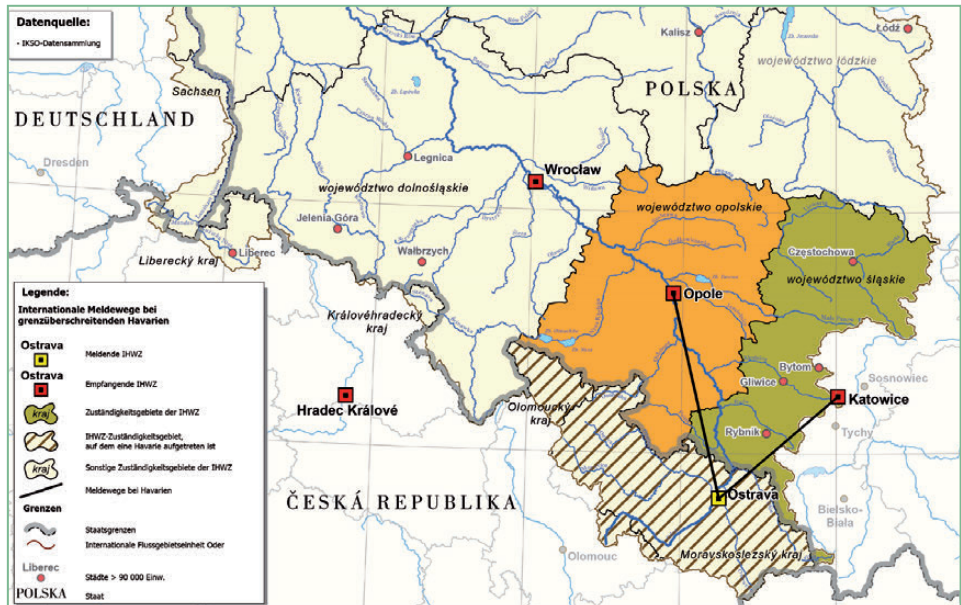 Datenquelle:
• IKSO-Datensammlung
DEUTSCHLAND
Dresden
Sachsen
Kalisz
Łódź
województwo łódzkie
POLSKA
Legnica
Wrocław
województwo dolnośląskie
województwo opolskie
Jelenia Góra
Wałbrzych
Częstochowa
województwo śląskie
Liberec
Liberecký kraj
Opole
Královéhradecký
kraj
Bytom
Gliwice
Sosnowiec
Katowice
Hradec Králové
Olomoucký
kraj
Rybnik
Tychy
ČESKÁ REPUBLIKA
Ostrava
Bielsko-
Biała
Olomouc
Moravskoslezský kraj
Legende:
Internationale Meldewege bei
grenzüberschreitenden Havarien
Ostrava
Meldende IHWZ
Ostrava
Empfangende IHWZ
kraj
Zuständigkeitsgebiete der IHWZ
IHWZ-Zuständigkeitsgebiet,
auf dem eine Havarie aufgetreten ist
kraj
Sonstige Zuständigkeitsgebiete der IHWZ
Meldewege bei Havarien
Grenzen
Staatsgrenzen
Internationale Flussgebietseinheit Oder
Liberec
Städte > 90 000 Einw.
POLSKA
Staat